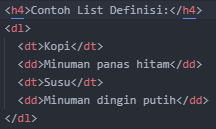 <h4>Contoh List Definisi:</h4>
<dl>
<dt>Kopi</dt>
<dd>Minuman panas hitam</dd>
<dt>Susu</dt>
<dd>Minuman dingin putih</dd>
</dl>